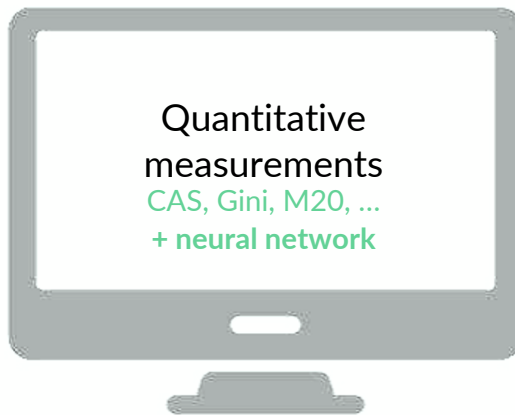 Quantitative
measurements
CAS, Gini, M20, ...
+ neural network